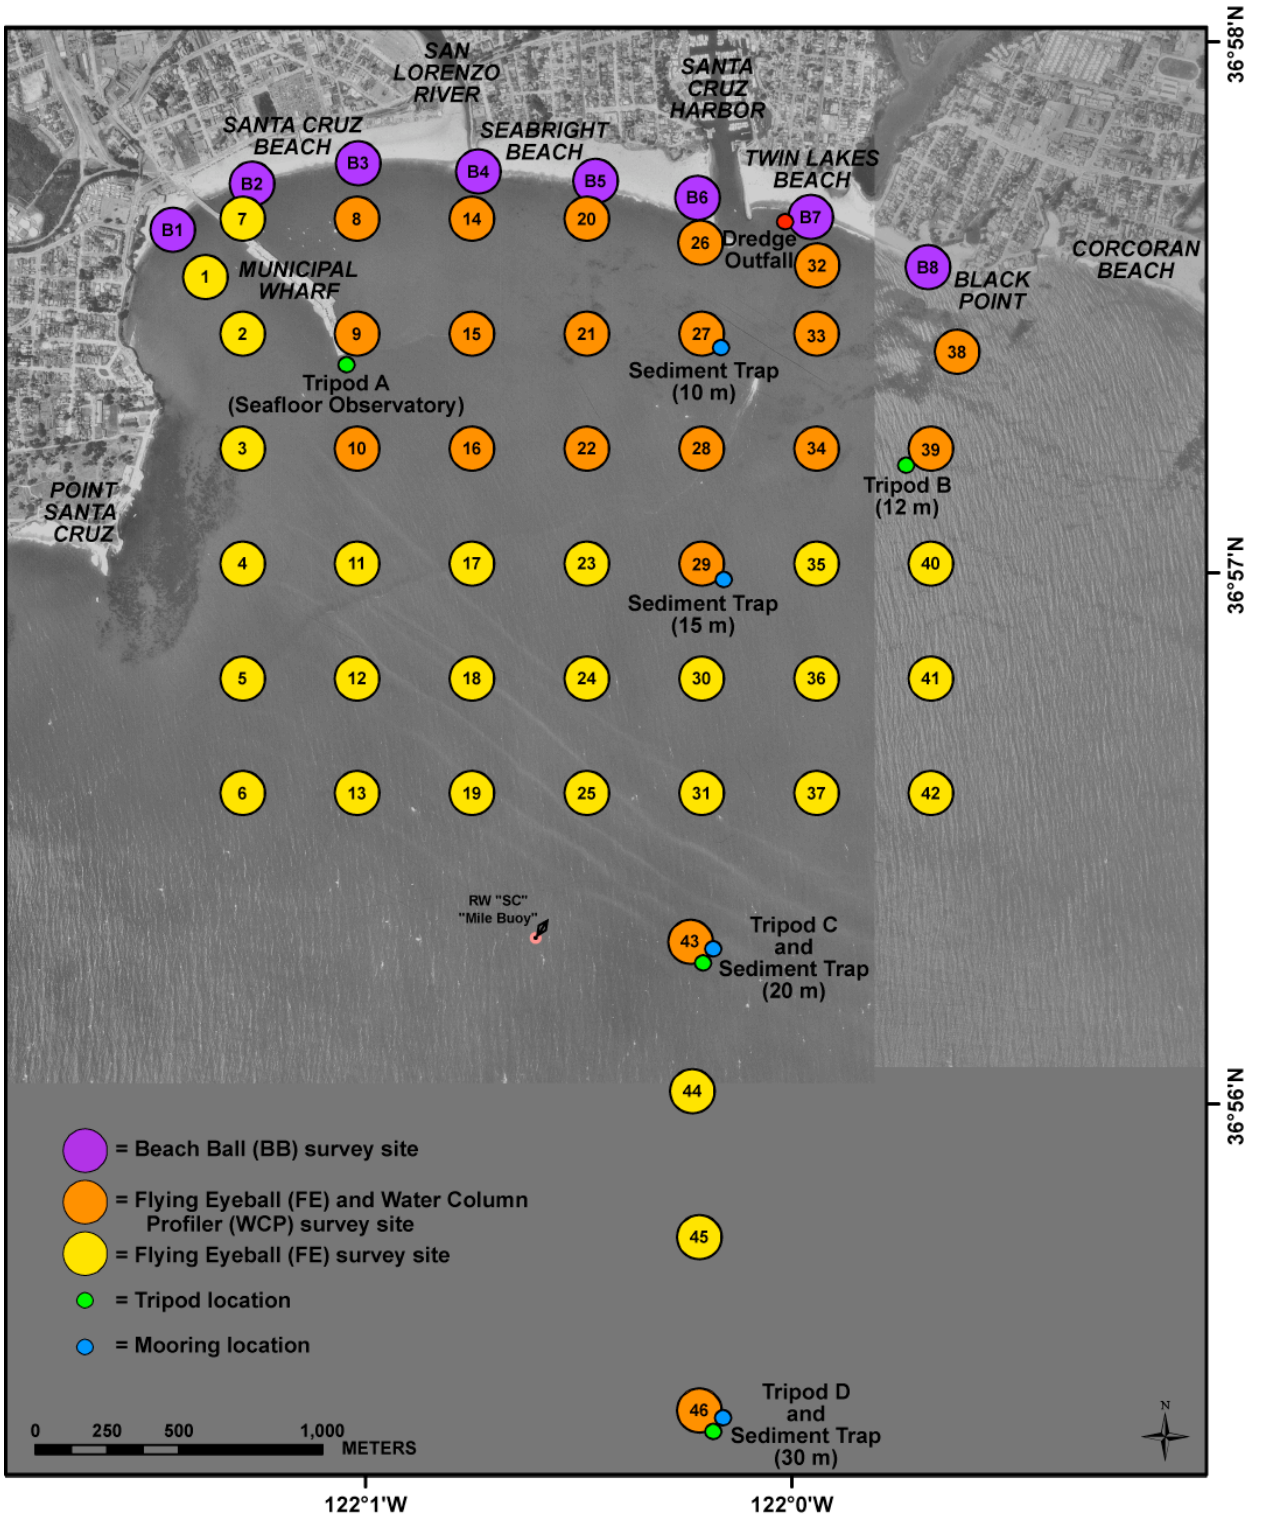 36°58'N
SAN
LORENZO
RIVER
SANTA
CRUZ
HARBOR
SANTA CRUZ
BEACH
SEABRIGHT
BEACH
TWIN LAKES
BEACH
B3
B4
B2
B5
B6
B7
B1
7
8
14
20
26
Dredge
Outfall
32
B8
CORCORAN
BEACH
1
MUNICIPAL
WHARF
BLACK
POINT
2
9
15
21
27
33
38
Sediment Trap
(10 m)
Tripod A
(Seafloor Observatory)
3
10
16
22
28
34
39
Tripod B
(12 m)
POINT
SANTA
CRUZ
4
11
17
23
29
35
40
36°57'N
Sediment Trap
(15 m)
5
12
18
24
30
36
41
6
13
19
25
31
37
42
RW "SC"
"Mile Buoy"
43
Tripod C
and
Sediment Trap
(20 m)
44
36°56'N
= Beach Ball (BB) survey site
= Flying Eyeball (FE) and Water Column
Profiler (WCP) survey site
= Flying Eyeball (FE) survey site
= Tripod location
= Mooring location
45
46
Tripod D
and
Sediment Trap
(30 m)
0 250 500 1,000
METERS
N
122°1'W
122°0'W